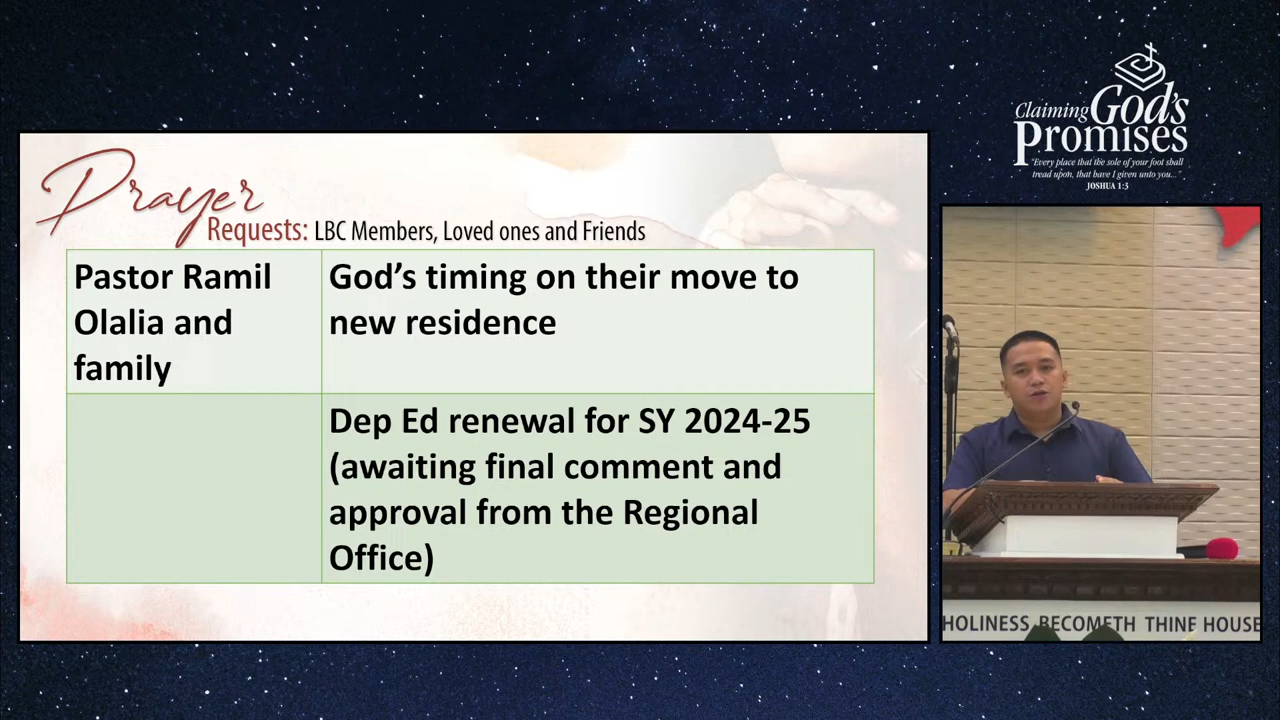 Claiming God's
Promises
"Every place that the sole of your foot shall
tread upon, that have I given unto you..."
JOSHUA 1:3
Prayer
Requests: LBC Members, Loved ones and Friends
Pastor Ramil
Olalia and
family
God's timing on their move to
new residence
Dep Ed renewal for SY 2024-25
(awaiting final comment and
approval from the Regional
Office)
HOLINESS BECOMETH THINE HOUSE